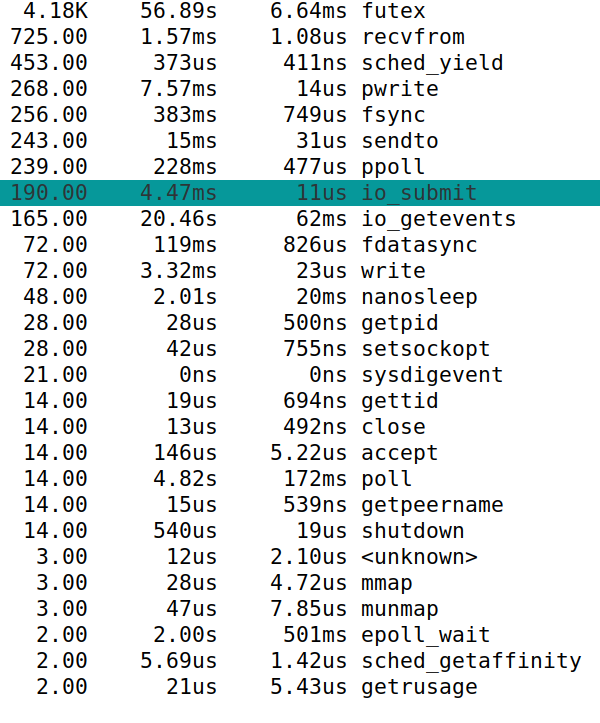 4.18K 56.89s 6.64ms futex
725.00 1.57ms 1.08us recvfrom
453.00 373us 411ns sched_yield
268.00 7.57ms 14us pwrite
256.00 383ms 749us fsync
243.00 15ms 31us sendto
239.00 228ms 477us ppoll
190.00 4.47ms 11us io_submit
165.00 20.46s 62ms io_getevents
72.00 119ms 826us fdatasync
72.00 3.32ms 23us write
48.00 2.01s 20ms nanosleep
28.00 28us 500ns getpid
28.00 42us 755ns setsockopt
21.00 0ns 0ns sysdigevent
14.00 19us 694ns gettid
14.00 13us 492ns close
14.00 146us 5.22us accept
14.00 4.82s 172ms poll
14.00 15us 539ns getpeername
14.00 540us 19us shutdown
3.00 12us 2.10us <unknown>
3.00 28us 4.72us mmap
3.00 47us 7.85us munmap
2.00 2.00s 501ms epoll_wait
2.00 5.69us 1.42us sched_getaffinity
2.00 21us 5.43us getrusage